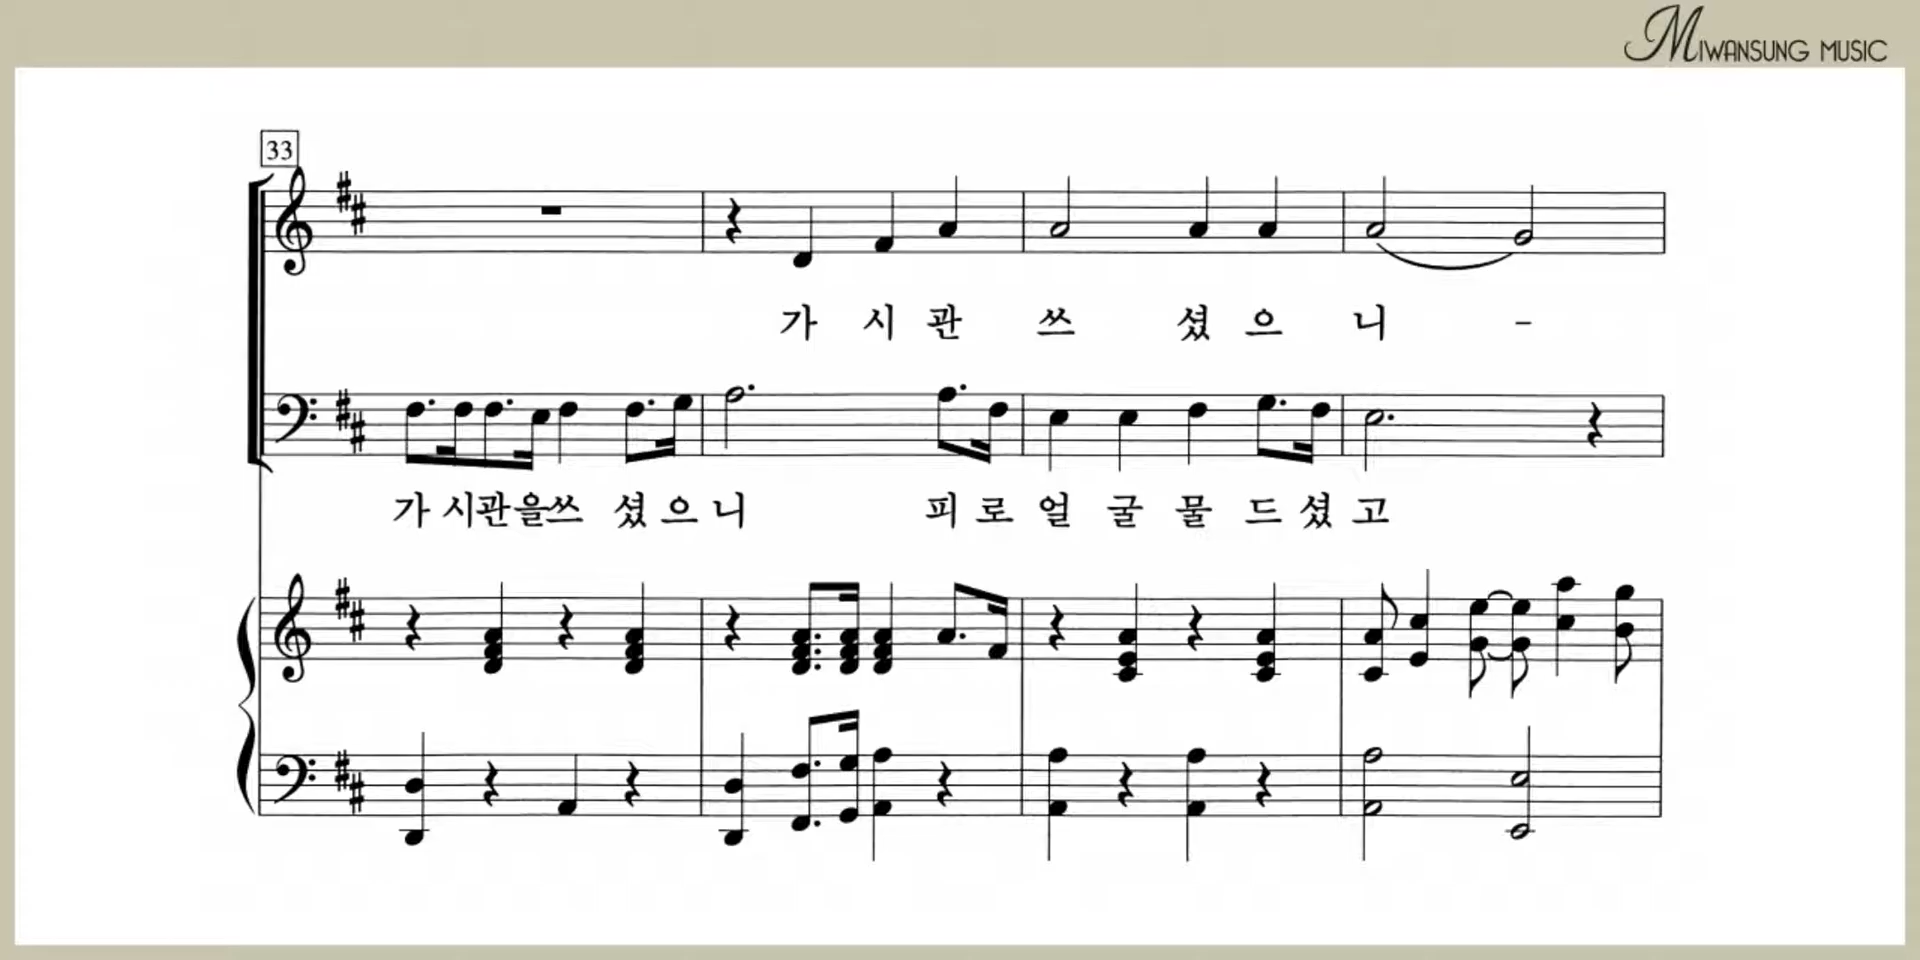 MIWANSUNG MUSIC
33
가 시 관 쓰 셨 으 니 -
가 시관을쓰 셨 으 니 피 로 얼 굴 물 드 셨 고